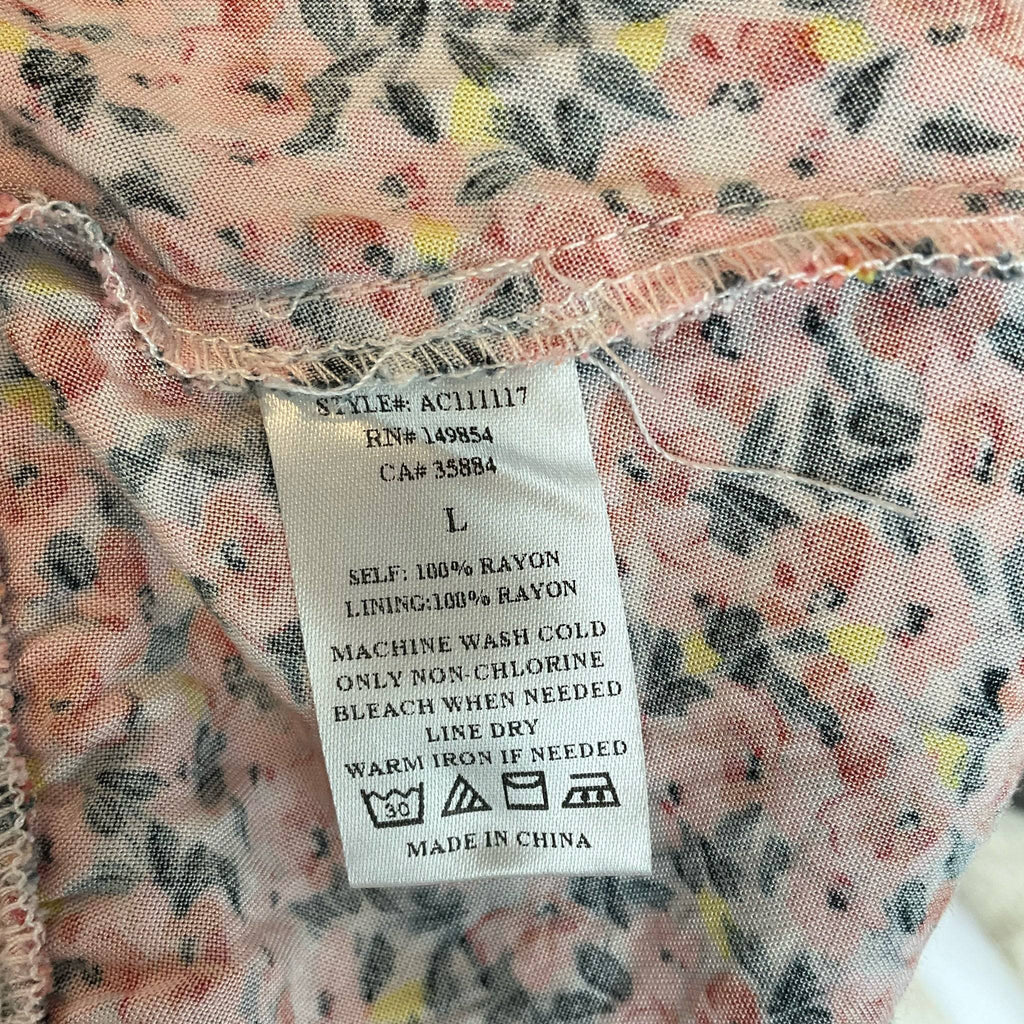 STYLE#: AC111117
RN# 149854
CA# 35884
L
SELF: 100% RAYON
LINING:100% RAYON
MACHINE WASH COLD
ONLY NON-CHLORINE
BLEACH WHEN NEEDED
LINE DRY
WARM IRON IF NEEDED
30
MADE IN CHINA